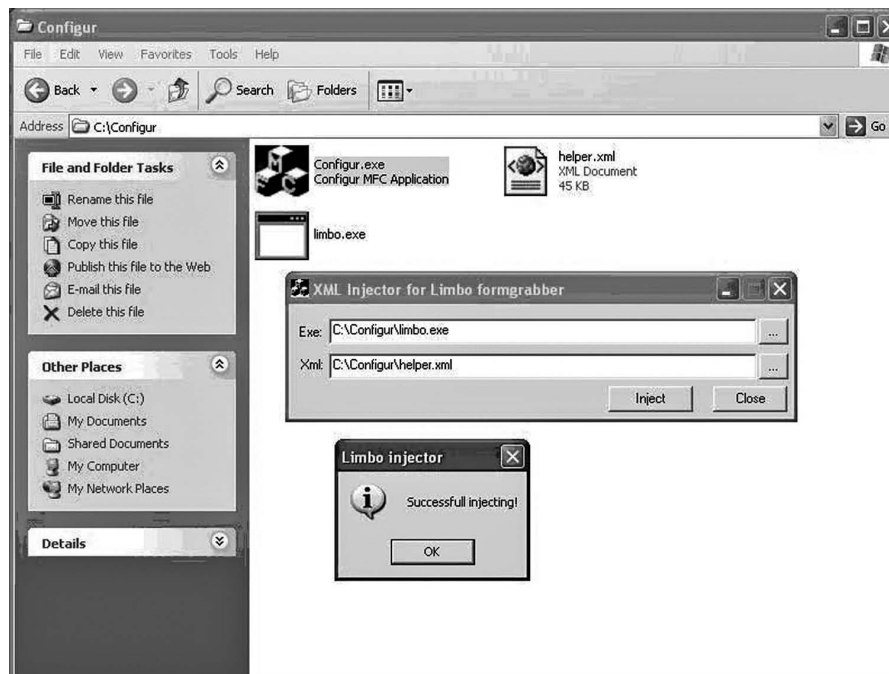 Configur
File Edit View Favorites Tools Help
Back Search Folders
Address C:\Configur Go
File and Folder Tasks
Rename this file
Move this file
Copy this file
Publish this file to the Web
E-mail this file
Delete this file
Other Places
Local Disk (C:)
My Documents
Shared Documents
My Computer
My Network Places
Details
MFC
Configur.exe
Configur MFC Application
helper.xml
XML Document
45 KB
limbo.exe
XML Injector for Limbo formgrabber
Exe: C:\Configur\limbo.exe ...
Xml: C:\Configur\helper.xml ...
Inject Close
Limbo injector
Successfull injecting!
OK